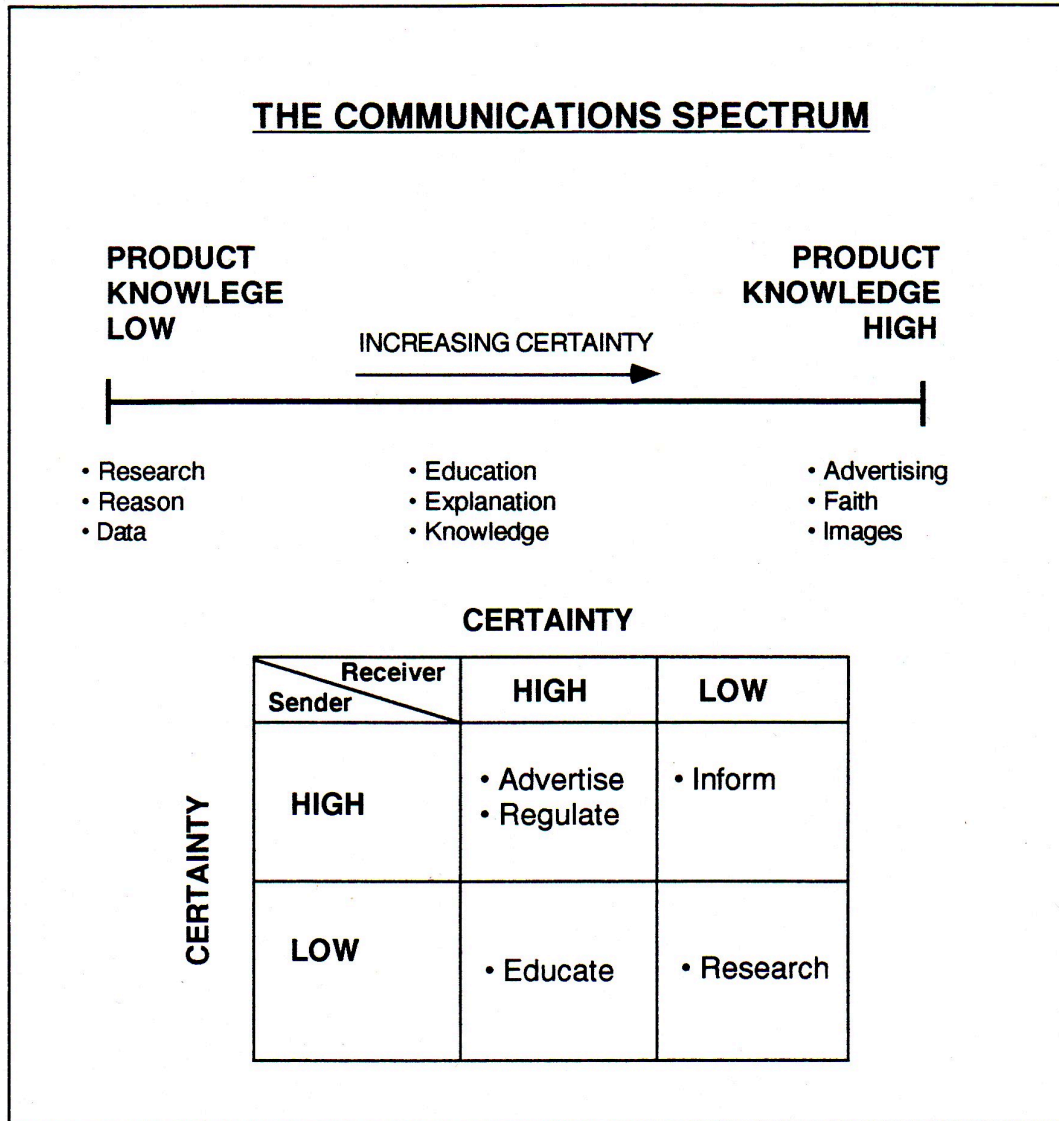 THE COMMUNICATIONS SPECTRUM
PRODUCT
KNOWLEGE
LOW
PRODUCT
KNOWLEDGE
HIGH
INCREASING CERTAINTY
• Research
• Reason
• Data
• Education
• Explanation
• Knowledge
• Advertising
• Faith
• Images
CERTAINTY
Receiver
Sender
HIGH
LOW
CERTAINTY
HIGH
• Advertise
• Regulate
• Inform
LOW
• Educate
• Research